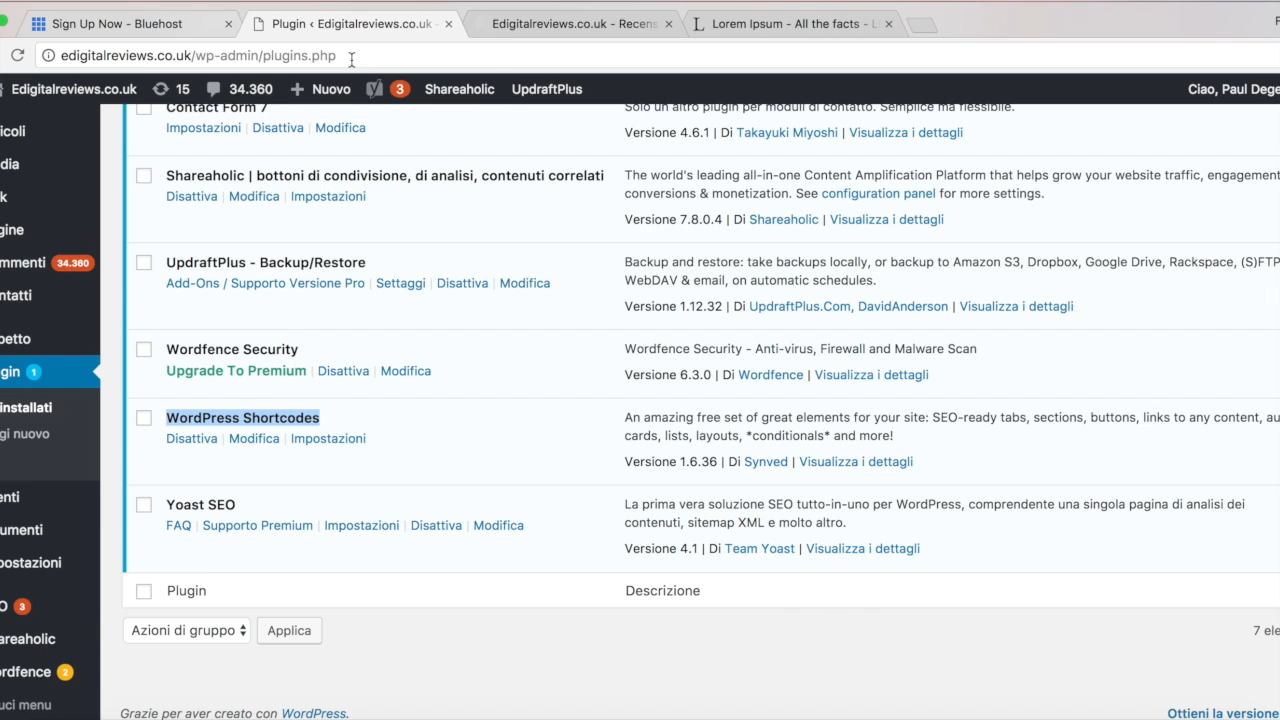 Sign Up Now - Bluehost
Plugin ‹ Edigitalreviews.co.uk -
Edigitalreviews.co.uk - Recens
Lorem Ipsum - All the facts - L
edigitalreviews.co.uk/wp-admin/plugins.php
Edigitalreviews.co.uk 15 34.360 + Nuovo 3 Shareaholic UpdraftPlus
Ciao, Paul Dege
icoli
dia
k
gine
mmenti 34.360
ntatti
petto
gin 1
installati
gi nuovo
enti
umenti
postazioni
O 3
areaholic
ordfence 2
uci menu
Contact Form 7
Impostazioni | Disattiva | Modifica
Solo un altro plugin per moduli di contatto. Semplice ma flessibile.
Versione 4.6.1 | Di Takayuki Miyoshi | Visualizza i dettagli
Shareaholic | bottoni di condivisione, di analisi, contenuti correlati
Disattiva | Modifica | Impostazioni
The world's leading all-in-one Content Amplification Platform that helps grow your website traffic, engagement
conversions & monetization. See configuration panel for more settings.
Versione 7.8.0.4 | Di Shareaholic | Visualizza i dettagli
UpdraftPlus - Backup/Restore
Add-Ons / Supporto Versione Pro | Settaggi | Disattiva | Modifica
Backup and restore: take backups locally, or backup to Amazon S3, Dropbox, Google Drive, Rackspace, (S)FTP
WebDAV & email, on automatic schedules.
Versione 1.12.32 | Di UpdraftPlus.Com, DavidAnderson | Visualizza i dettagli
Wordfence Security
Upgrade To Premium | Disattiva | Modifica
Wordfence Security - Anti-virus, Firewall and Malware Scan
Versione 6.3.0 | Di Wordfence | Visualizza i dettagli
WordPress Shortcodes
Disattiva | Modifica | Impostazioni
An amazing free set of great elements for your site: SEO-ready tabs, sections, buttons, links to any content, au
cards, lists, layouts, *conditionals* and more!
Versione 1.6.36 | Di Synved | Visualizza i dettagli
Yoast SEO
FAQ | Supporto Premium | Impostazioni | Disattiva | Modifica
La prima vera soluzione SEO tutto-in-uno per WordPress, comprendente una singola pagina di analisi dei
contenuti, sitemap XML e molto altro.
Versione 4.1 | Di Team Yoast | Visualizza i dettagli
Plugin
Descrizione
Azioni di gruppo
Applica
7 ele
Grazie per aver creato con WordPress.
Ottieni la versione